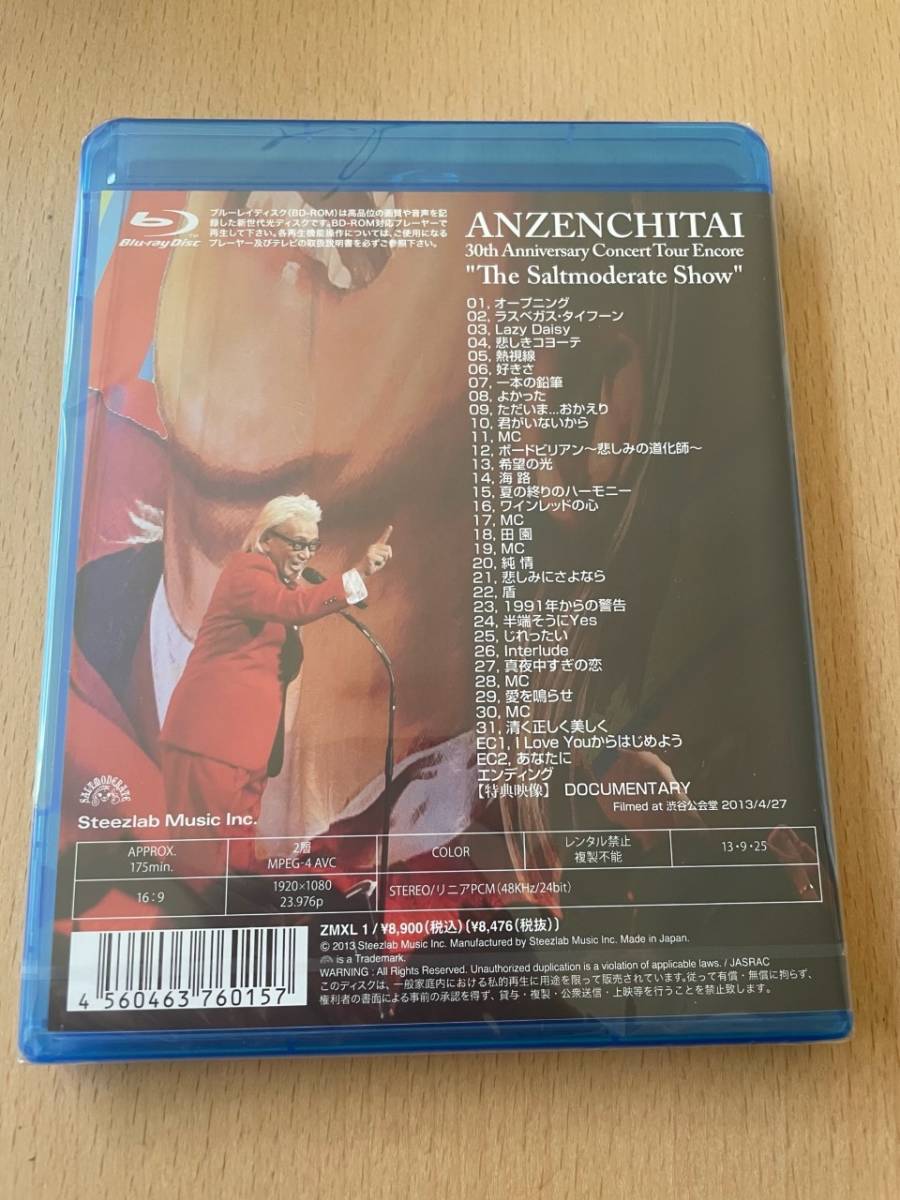 Blu-ray Disc™
ブルーレイディスク(BD-ROM)は高品位の画質や音声を記
録した新世代光ディスクです。BD-ROM対応プレーヤーで
再生して下さい。各再生機能操作については、ご使用になる
プレーヤー及びテレビの取扱説明書を必ずご参照下さい。
ANZENCHITAI
30th Anniversary Concert Tour Encore
"The Saltmoderate Show"
01, オープニング
02, ラスベガス・タイフーン
03, Lazy Daisy
04, 悲しきコヨーテ
05, 熱視線
06, 好きさ
07, 一本の鉛筆
08, よかった
09, ただいま...おかえり
10, 君がいないから
11, MC
12, ボードビリアン〜悲しみの道化師〜
13, 希望の光
14, 海 路
15, 夏の終りのハーモニー
16, ワインレッドの心
17, MC
18, 田 園
19, MC
20, 純 情
21, 悲しみにさよなら
22, 盾
23, 1991年からの警告
24, 半端そうにYes
25, じれったい
26, Interlude
27, 真夜中すぎの恋
28, MC
29, 愛を鳴らせ
30, MC
31, 清く正しく美しく
EC1, I Love Youからはじめよう
EC2, あなたに
エンディング
【特典映像】 DOCUMENTARY
Filmed at 渋谷公会堂 2013/4/27
SALTMODERATE
Steezlab Music Inc.
APPROX.
175min.
2層
MPEG-4 AVC
COLOR
レンタル禁止
複製不能
13・9・25
16:9
1920×1080
23.976p
STEREO/リニアPCM(48KHz/24bit)
ZMXL 1/¥8,900(税込)(¥8,476(税抜))
© 2013 Steezlab Music Inc. Manufactured by Steezlab Music Inc. Made in Japan.
is a Trademark.
WARNING : All Rights Reserved. Unauthorized duplication is a violation of applicable laws. / JASRAC
このディスクは、一般家庭内における私的再生に用途を限って販売されています。従って有償・無償に拘らず、
権利者の書面による事前の承認を得ず、貸与・複製・公衆送信・上映等を行うことを禁止致します。
4 560463 760157